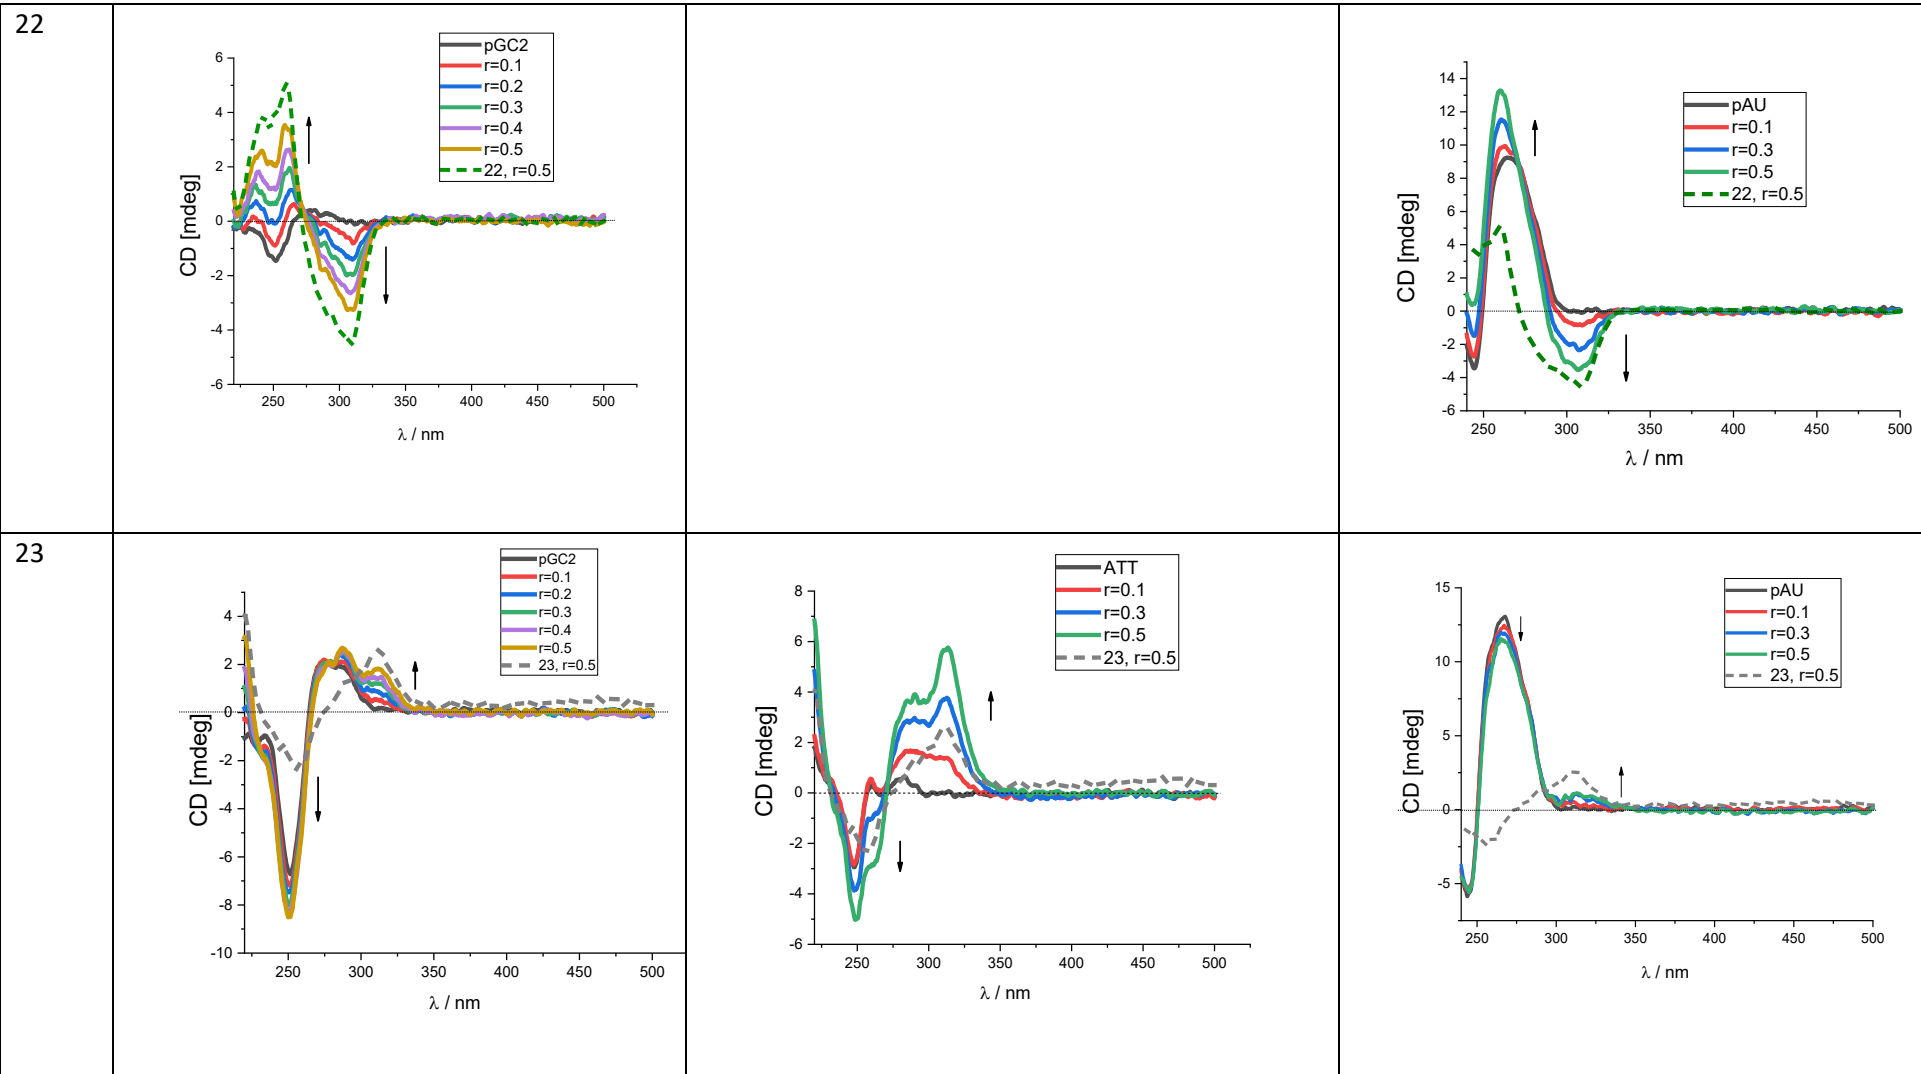 22
pGC2
r=0.1
r=0.2
r=0.3
r=0.4
r=0.5
22, r=0.5
6
4
2
0
-2
-4
-6
CD [mdeg]
250 300 350 400 450 500
λ / nm
pAU
r=0.1
r=0.3
r=0.5
22, r=0.5
14
12
10
8
6
4
2
0
-2
-4
-6
CD [mdeg]
250 300 350 400 450 500
λ / nm
23
pGC2
r=0.1
r=0.2
r=0.3
r=0.4
r=0.5
23, r=0.5
4
2
0
-2
-4
-6
-8
-10
CD [mdeg]
250 300 350 400 450 500
λ / nm
ATT
r=0.1
r=0.3
r=0.5
23, r=0.5
8
6
4
2
0
-2
-4
-6
CD [mdeg]
250 300 350 400 450 500
λ / nm
pAU
r=0.1
r=0.3
r=0.5
23, r=0.5
15
10
5
0
-5
CD [mdeg]
250 300 350 400 450 500
λ / nm